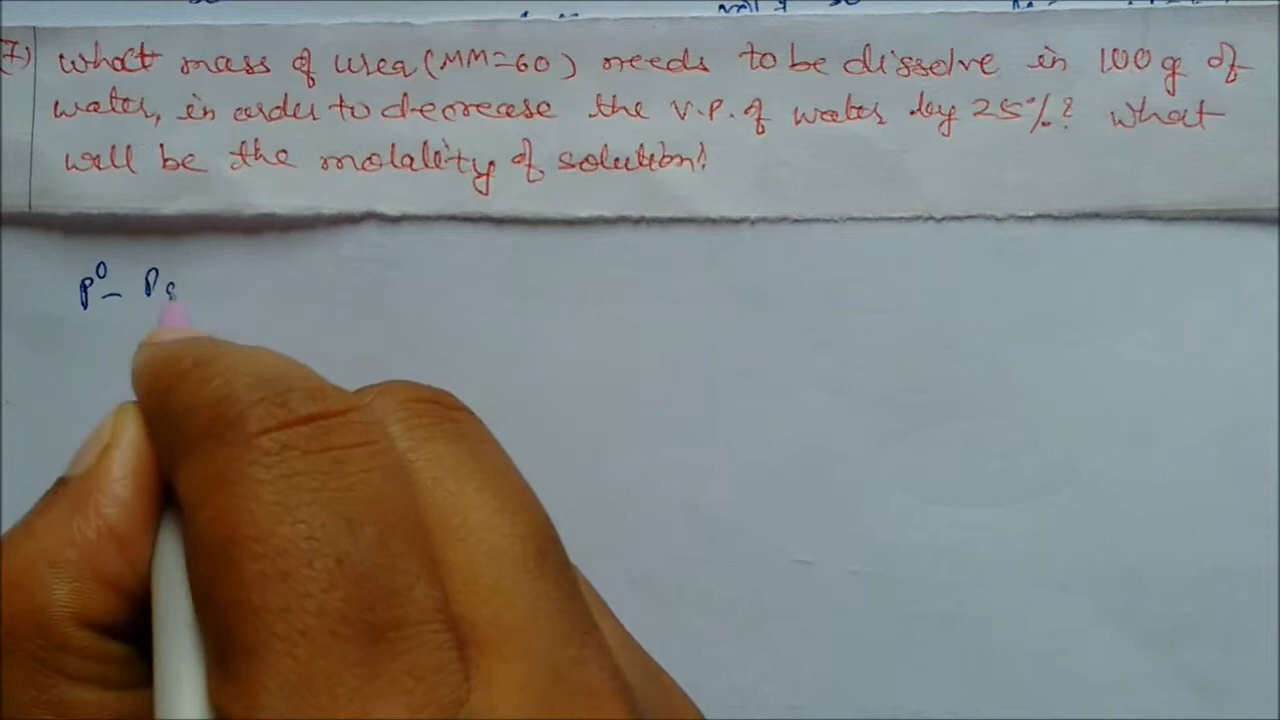 7) What mass of urea (MM=60) needs to be dissolve in 100 g of
water, in order to decrease the V.P. of water by 25%? What
will be the molality of solution?
P⁰ - Ps